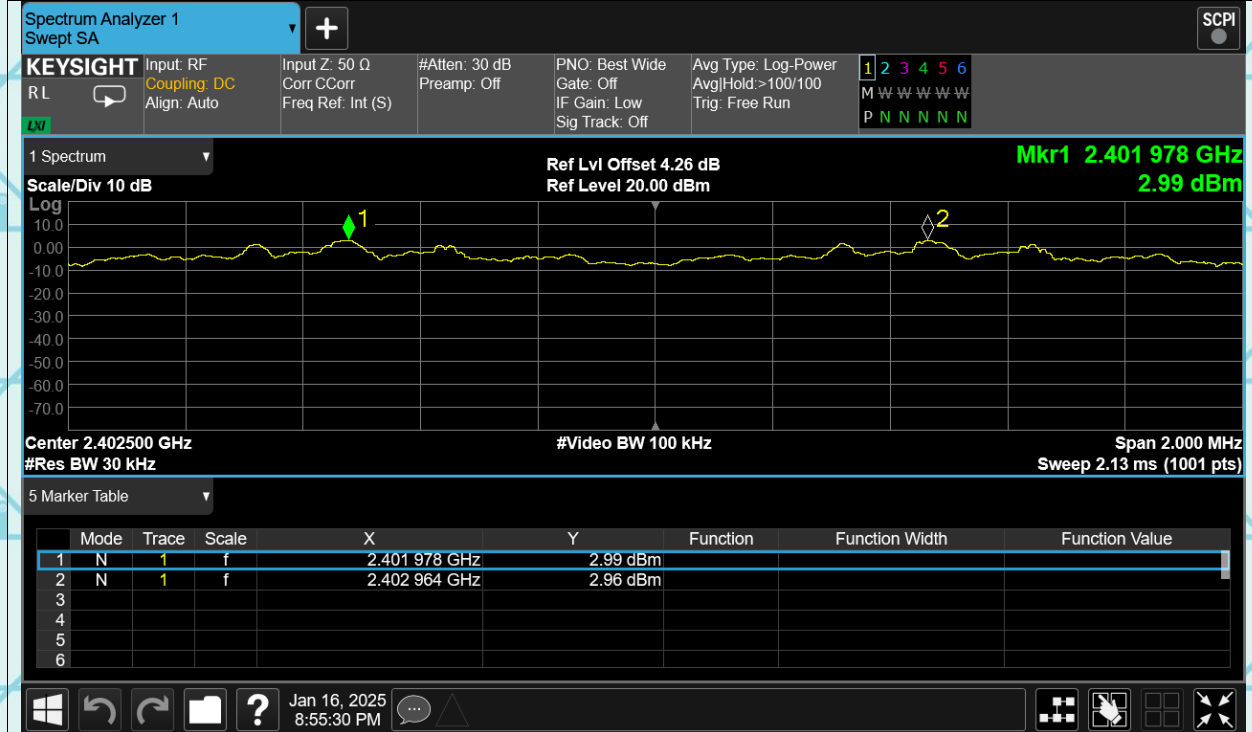 Spectrum Analyzer 1
Swept SA
SCPI
KEYSIGHT
R L
LXI
Input: RF
Coupling: DC
Align: Auto
Input Z: 50 Ω
Corr CCorr
Freq Ref: Int (S)
#Atten: 30 dB
Preamp: Off
PNO: Best Wide
Gate: Off
IF Gain: Low
Sig Track: Off
Avg Type: Log-Power
Avg|Hold:>100/100
Trig: Free Run
1 2 3 4 5 6
M W W W W W
P N N N N N
1 Spectrum
Scale/Div 10 dB
Ref Lvl Offset 4.26 dB
Ref Level 20.00 dBm
Mkr1 2.401 978 GHz
2.99 dBm
Log
10.0
0.00
-10.0
-20.0
-30.0
-40.0
-50.0
-60.0
-70.0
1
2
Center 2.402500 GHz
#Video BW 100 kHz
Span 2.000 MHz
#Res BW 30 kHz
Sweep 2.13 ms (1001 pts)
5 Marker Table
Mode Trace Scale X Y Function Function Width Function Value
1 N 1 f 2.401 978 GHz 2.99 dBm
2 N 1 f 2.402 964 GHz 2.96 dBm
3
4
5
6
?
Jan 16, 2025
8:55:30 PM